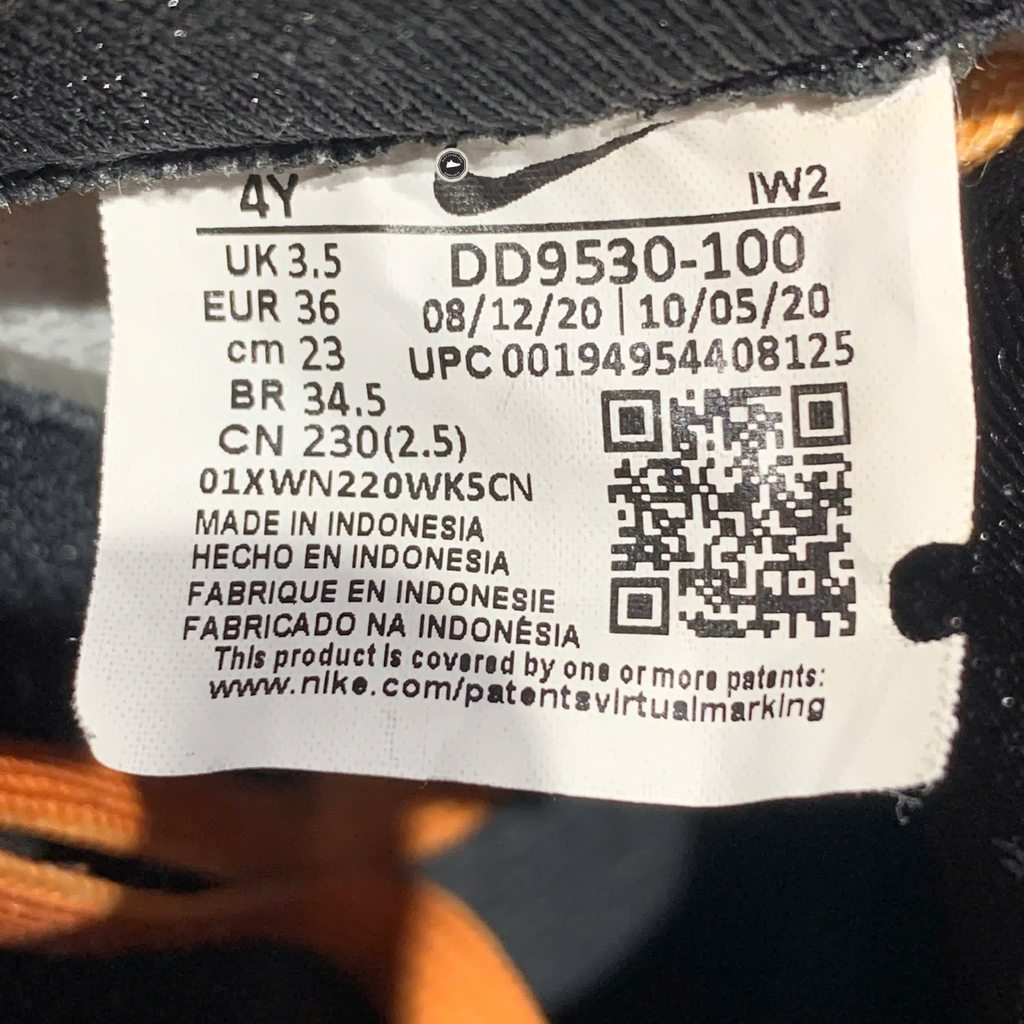 4Y IW2
UK 3.5 DD9530-100
EUR 36 08/12/20 | 10/05/20
cm 23 UPC 00194954408125
BR 34.5
CN 230(2.5)
01XWN220WK5CN
MADE IN INDONESIA
HECHO EN INDONESIA
FABRIQUE EN INDONESIE
FABRICADO NA INDONÉSIA
This product is covered by one or more patents:
www.nike.com/patentsvirtualmarking